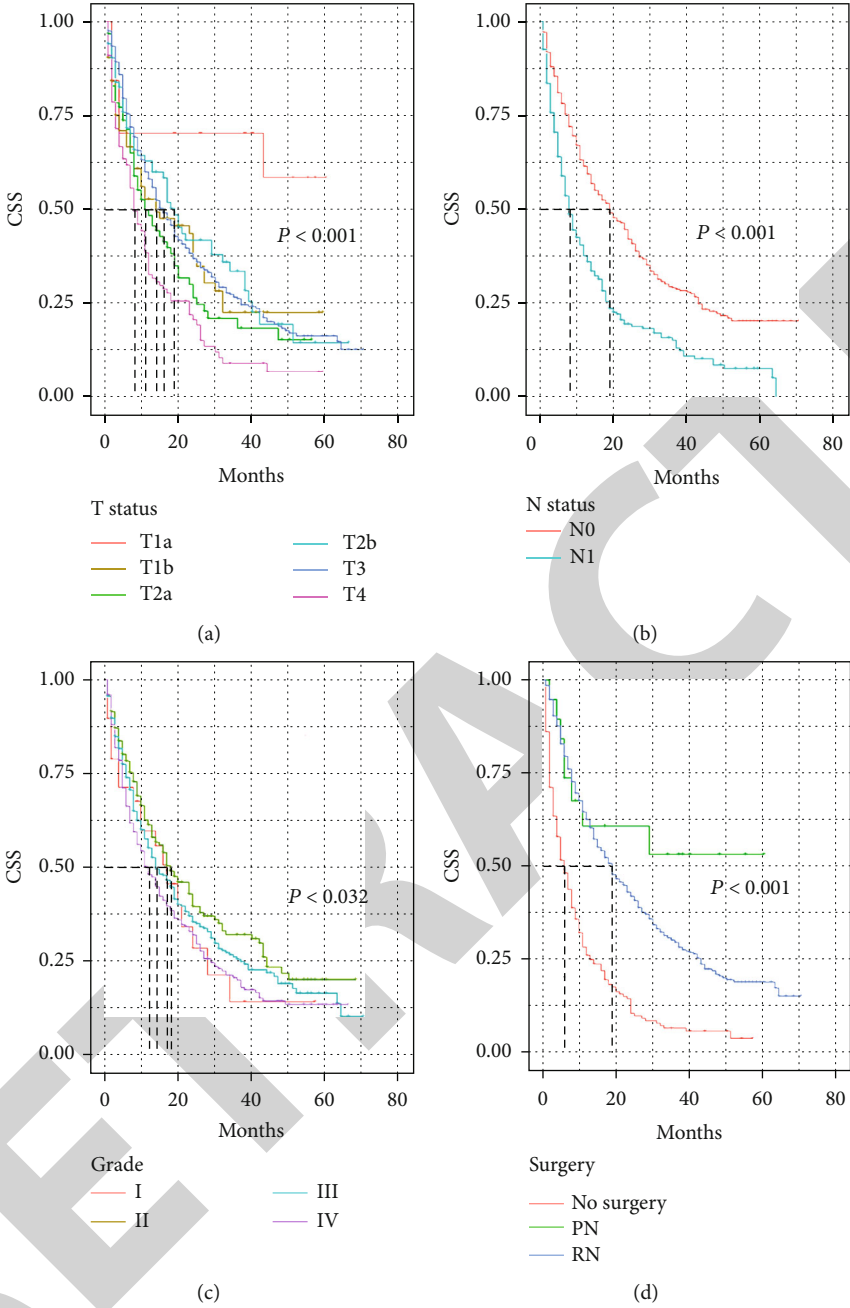 1.00
0.75
0.50
0.25
0.00
CSS
P < 0.001
0 20 40 60 80
Months
T status
T1a T2b
T1b T3
T2a T4
(a)
1.00
0.75
0.50
0.25
0.00
CSS
P < 0.001
0 20 40 60 80
Months
N status
N0
N1
(b)
1.00
0.75
0.50
0.25
0.00
CSS
P < 0.032
0 20 40 60 80
Months
Grade
I III
II IV
(c)
1.00
0.75
0.50
0.25
0.00
CSS
P < 0.001
0 20 40 60 80
Months
Surgery
No surgery
PN
RN
(d)